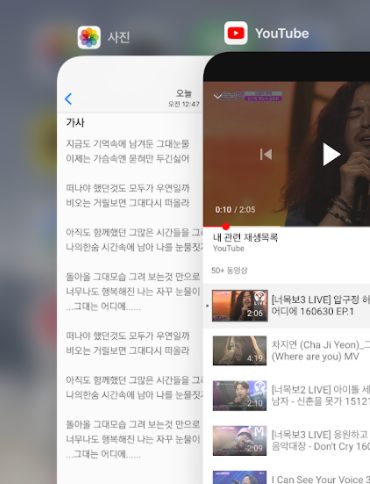 사진
YouTube
오늘
오전 12:47
가사
지금도 기억속에 남겨둔 그대눈물
이제는 가슴속엔 묻혀만 두긴싫어
떠나야 했던것도 모두가 우연일까
비오는 거릴보면 그대다시 떠올라
아직도 함께했던 그많은 시간들을 그
나의한숨 시간속에 남아 나를 눈물짓
돌아올 그대모습 그려 보는것 만으로
너무나도 행복해진 나는 자꾸 눈물이
...그대는 어디에......
떠나야 했던것도 모두가 우연일까
비오는 거릴보면 그대다시 떠올라
아직도 함께했던 그많은 시간들을 그
나의한숨 시간속에 남아 나를 눈물짓
돌아올 그대모습 그려 보는것 만으로
너무나도 행복해진 나는 자꾸 눈물이
...그대는 어디에......
0:10 / 2:05
내 관련 재생목록
YouTube
50+ 동영상
[너목보3 LIVE] 압구정 허
어디에 160630 EP.1
2:06
차지연 (Cha Ji Yeon)_그
(Where are you) MV
4:19
[너목보2 LIVE] 아이돌 세
남자 - 신촌을 못가 15121
2:10
[너목보3 LIVE] 응원하고
음악대장 - Don't Cry 160
2:09
I Can See Your Voice 3